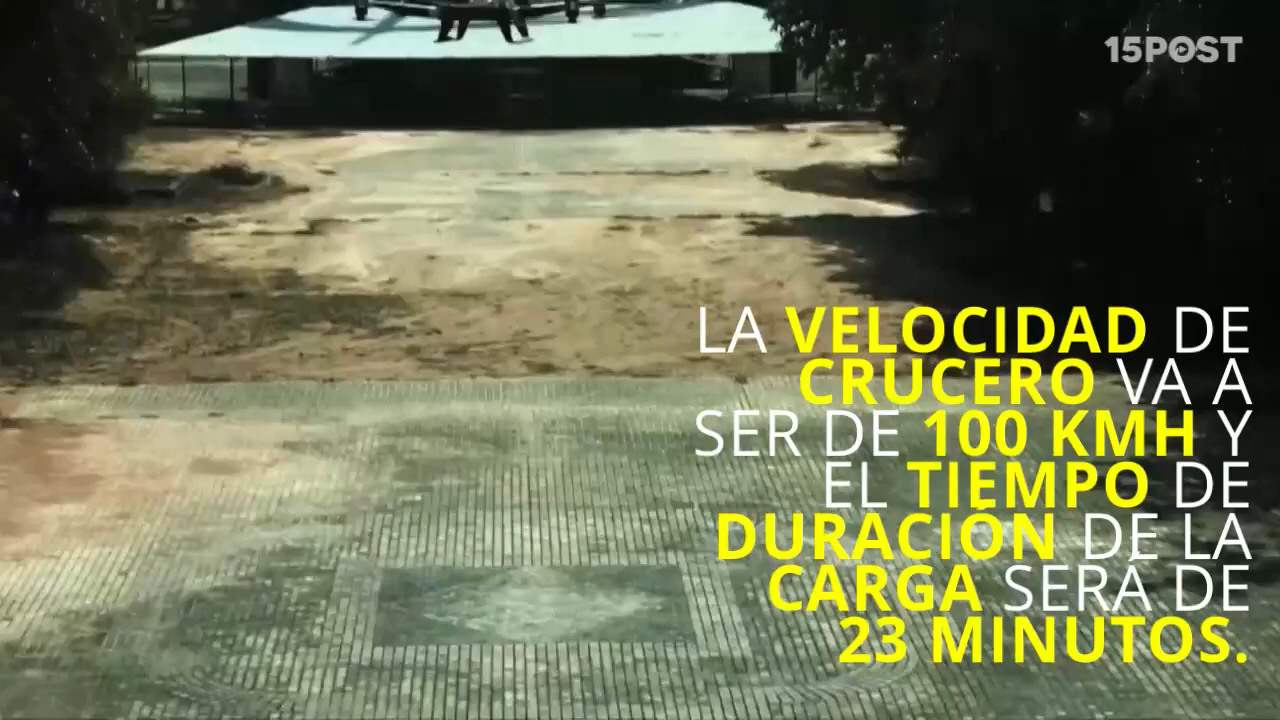 15POST
LA VELOCIDAD DE
CRUCERO VA A
SER DE 100 KMH Y
EL TIEMPO DE
DURACIÓN DE LA
CARGA SERÁ DE
23 MINUTOS.